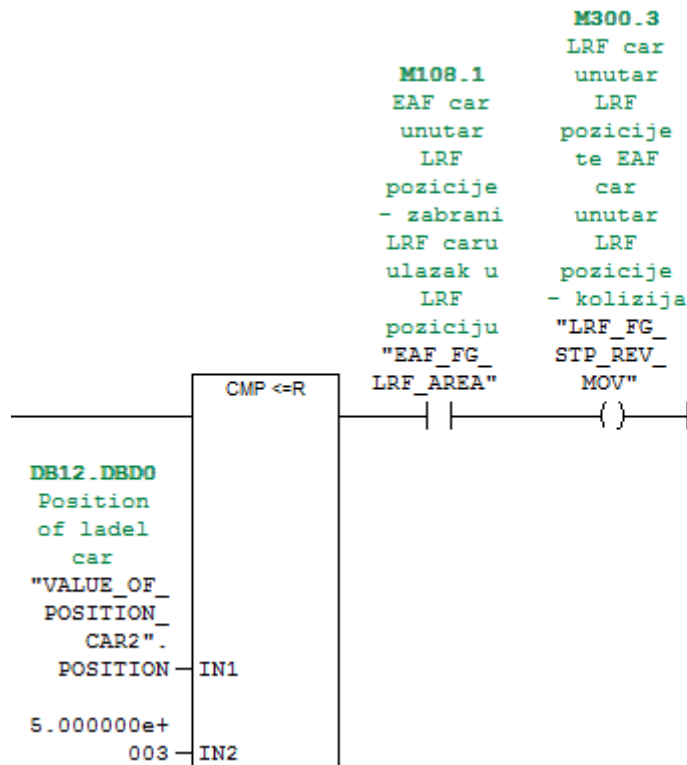 M300.3
LRF car
unutar
LRF
pozicije
te EAF
car
unutar
LRF
pozicije
- kolizija
"LRF_FG_
STP_REV_
MOV"
M108.1
EAF car
unutar
LRF
pozicije
- zabrani
LRF caru
ulazak u
LRF
poziciju
"EAF_FG_
LRF_AREA"
CMP <=R
DB12.DBD0
Position
of ladel
car
"VALUE_OF_
POSITION_
CAR2".
POSITION
IN1
5.000000e+
003
IN2